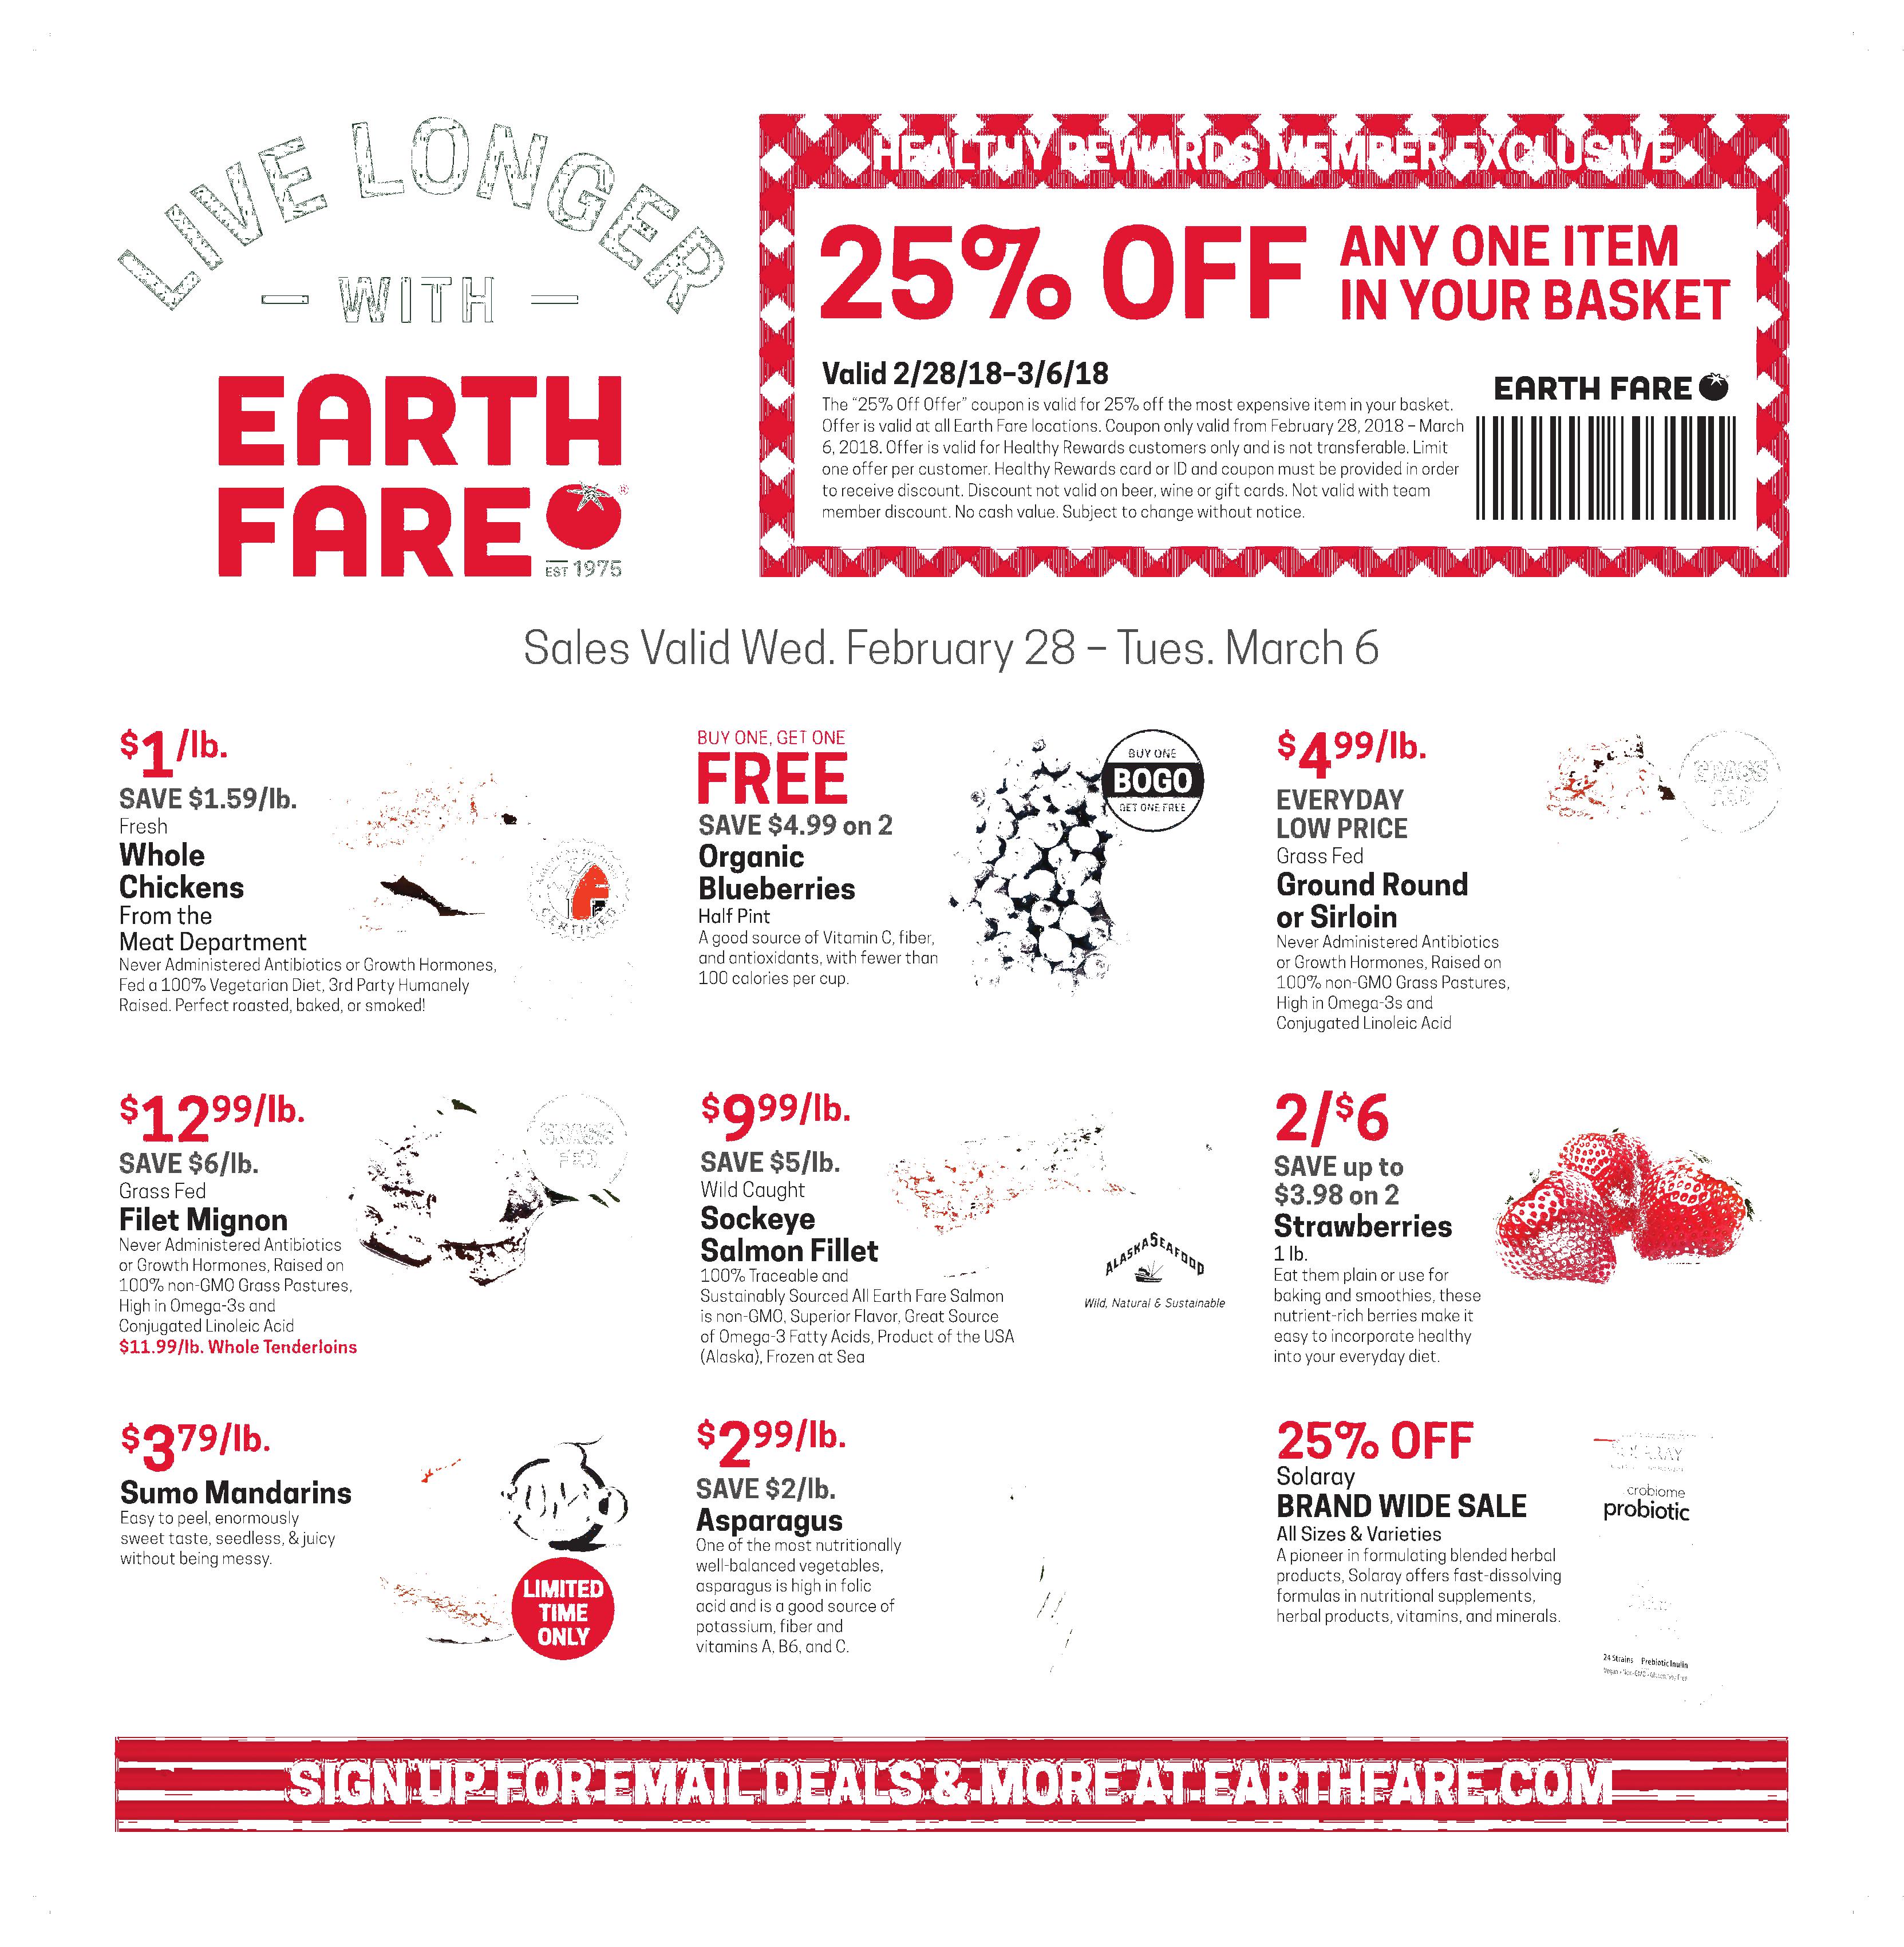 LIVE LONGER
WITH
EARTH
FARE
EST 1975
HEALTHY REWARDS MEMBER EXCLUSIVE
25% OFF
ANY ONE ITEM
IN YOUR BASKET
Valid 2/28/18–3/6/18
The “25% Off Offer” coupon is valid for 25% off the most expensive item in your basket.
Offer is valid at all Earth Fare locations. Coupon only valid from February 28, 2018 – March
6, 2018. Offer is valid for Healthy Rewards customers only and is not transferable. Limit
one offer per customer. Healthy Rewards card or ID and coupon must be provided in order
to receive discount. Discount not valid on beer, wine or gift cards. Not valid with team
member discount. No cash value. Subject to change without notice.
EARTH FARE
Sales Valid Wed. February 28 – Tues. March 6
$1/lb.
SAVE $1.59/lb.
Fresh
Whole
Chickens
From the
Meat Department
Never Administered Antibiotics or Growth Hormones,
Fed a 100% Vegetarian Diet, 3rd Party Humanely
Raised. Perfect roasted, baked, or smoked!
CERTIFIED
BUY ONE, GET ONE
FREE
SAVE $4.99 on 2
Organic
Blueberries
Half Pint
A good source of Vitamin C, fiber,
and antioxidants, with fewer than
100 calories per cup.
BUY ONE
BOGO
GET ONE FREE
$4 99/lb.
EVERYDAY
LOW PRICE
Grass Fed
Ground Round
or Sirloin
Never Administered Antibiotics
or Growth Hormones, Raised on
100% non-GMO Grass Pastures,
High in Omega-3s and
Conjugated Linoleic Acid
GRASS
FED
$12 99/lb.
SAVE $6/lb.
Grass Fed
Filet Mignon
Never Administered Antibiotics
or Growth Hormones, Raised on
100% non-GMO Grass Pastures,
High in Omega-3s and
Conjugated Linoleic Acid
$11.99/lb. Whole Tenderloins
GRASS
FED
$9 99/lb.
SAVE $5/lb.
Wild Caught
Sockeye
Salmon Fillet
100% Traceable and
Sustainably Sourced All Earth Fare Salmon
is non-GMO, Superior Flavor, Great Source
of Omega-3 Fatty Acids, Product of the USA
(Alaska), Frozen at Sea
ALASKA SEAFOOD
Wild, Natural & Sustainable
2/$6
SAVE up to
$3.98 on 2
Strawberries
1 lb.
Eat them plain or use for
baking and smoothies, these
nutrient-rich berries make it
easy to incorporate healthy
into your everyday diet.
$3 79/lb.
Sumo Mandarins
Easy to peel, enormously
sweet taste, seedless, & juicy
without being messy.
LIMITED
TIME
ONLY
$2 99/lb.
SAVE $2/lb.
Asparagus
One of the most nutritionally
well-balanced vegetables,
asparagus is high in folic
acid and is a good source of
potassium, fiber and
vitamins A, B6, and C.
25% OFF
Solaray
BRAND WIDE SALE
All Sizes & Varieties
A pioneer in formulating blended herbal
products, Solaray offers fast-dissolving
formulas in nutritional supplements,
herbal products, vitamins, and minerals.
SOLARAY
crobiome
probiotic
24 Strains Prebiotic Inulin
SIGN UP FOR EMAIL DEALS & MORE AT EARTHFARE.COM